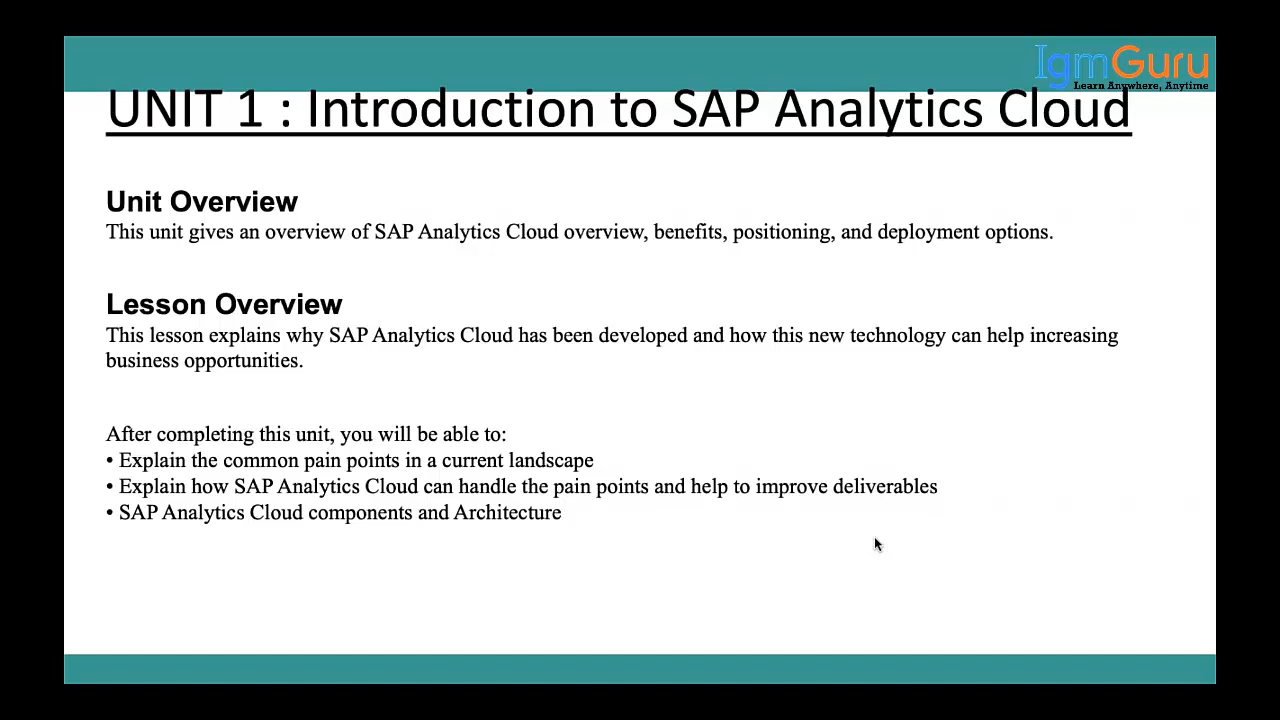 IgmGuru
Learn Anywhere, Anytime
UNIT 1 : Introduction to SAP Analytics Cloud
Unit Overview
This unit gives an overview of SAP Analytics Cloud overview, benefits, positioning, and deployment options.
Lesson Overview
This lesson explains why SAP Analytics Cloud has been developed and how this new technology can help increasing
business opportunities.
After completing this unit, you will be able to:
• Explain the common pain points in a current landscape
• Explain how SAP Analytics Cloud can handle the pain points and help to improve deliverables
• SAP Analytics Cloud components and Architecture